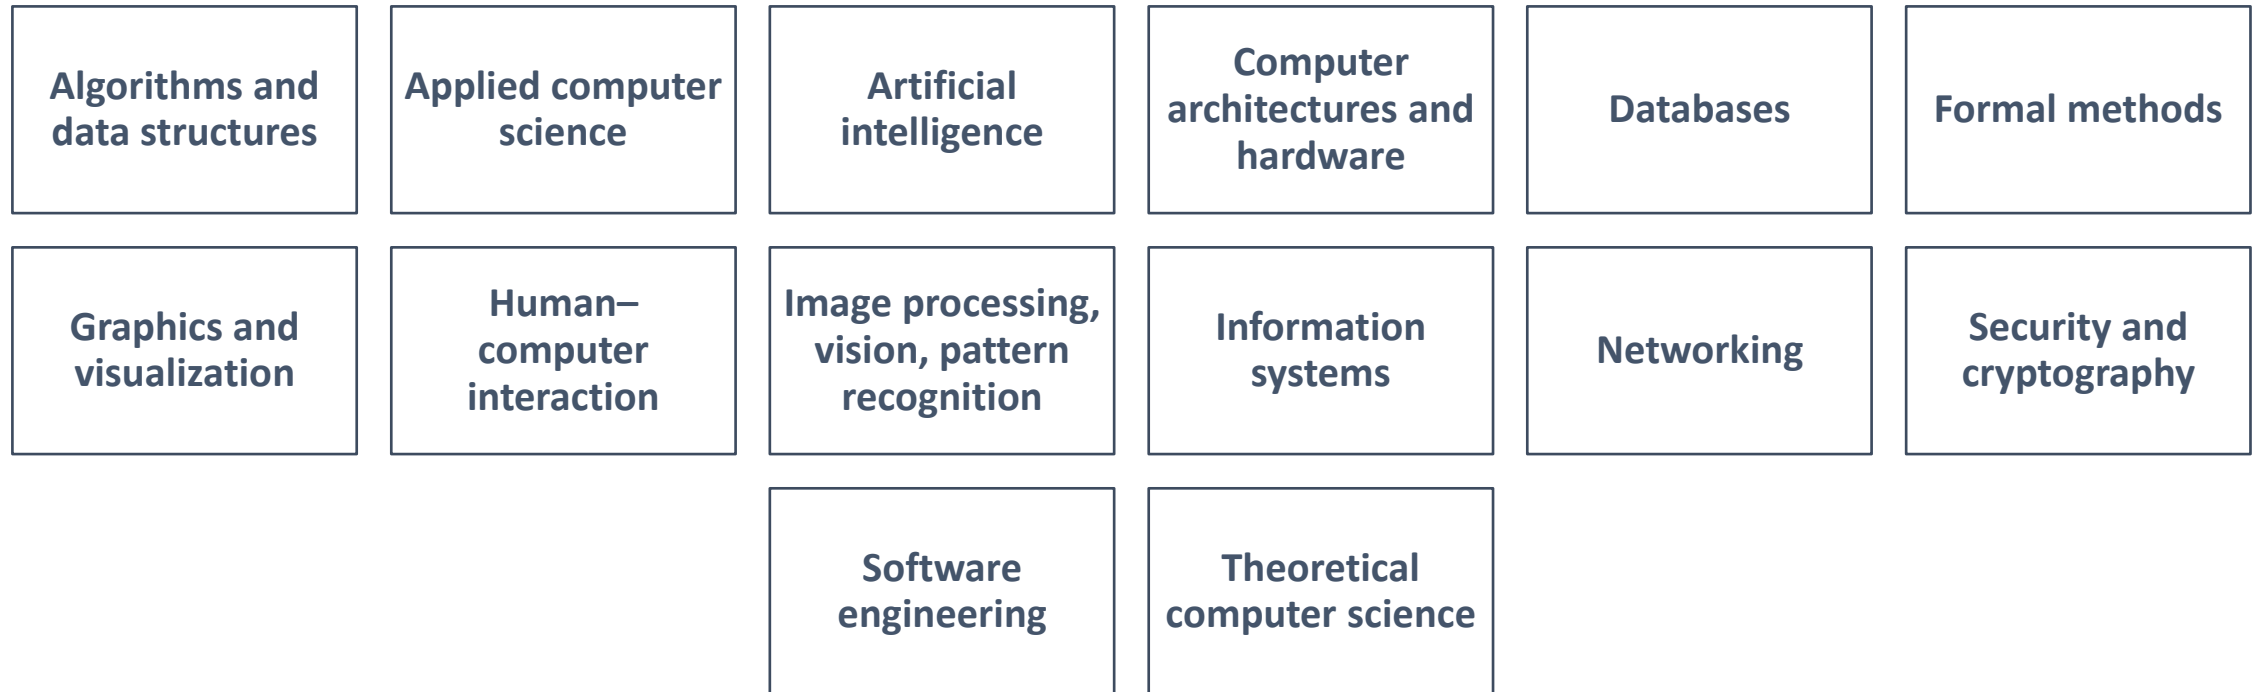 Algorithms and
data structures
Applied computer
science
Artificial
intelligence
Computer
architectures and
hardware
Databases
Formal methods
Graphics and
visualization
Human–
computer
interaction
Image processing,
vision, pattern
recognition
Information
systems
Networking
Security and
cryptography
Software
engineering
Theoretical
computer science